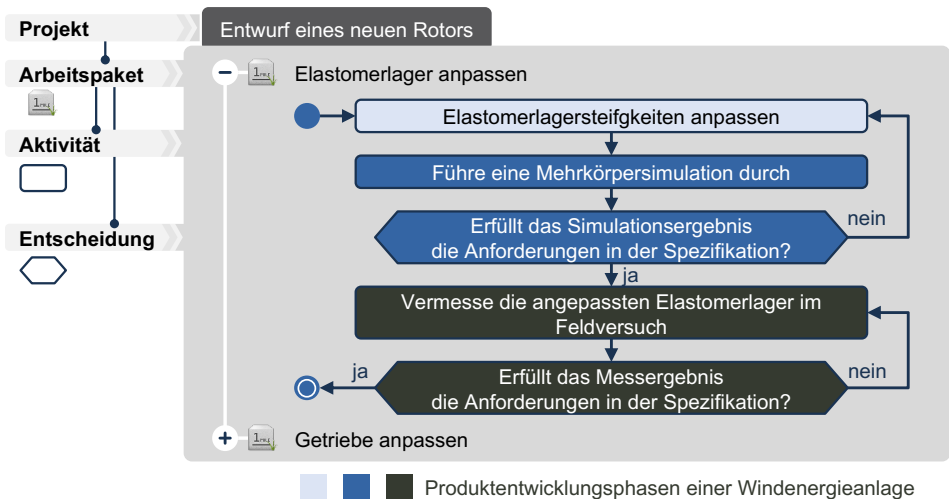 Projekt
Entwurf eines neuen Rotors
Arbeitspaket
Elastomerlager anpassen
Elastomerlagersteifgkeiten anpassen
Aktivität
Führe eine Mehrkörpersimulation durch
Entscheidung
Erfüllt das Simulationsergebnis
die Anforderungen in der Spezifikation?
nein
ja
Vermesse die angepassten Elastomerlager im
Feldversuch
ja
Erfüllt das Messergebnis
die Anforderungen in der Spezifikation?
nein
Getriebe anpassen
Produktentwicklungsphasen einer Windenergieanlage